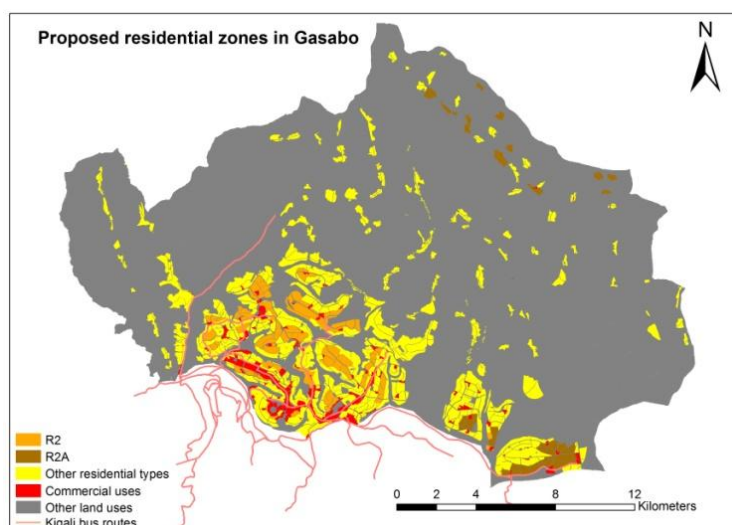 Proposed residential zones in Gasabo
N
R2
R2A
Other residential types
Commercial uses
Other land uses
Kigali bus routes
0 2 4 8 12
Kilometers